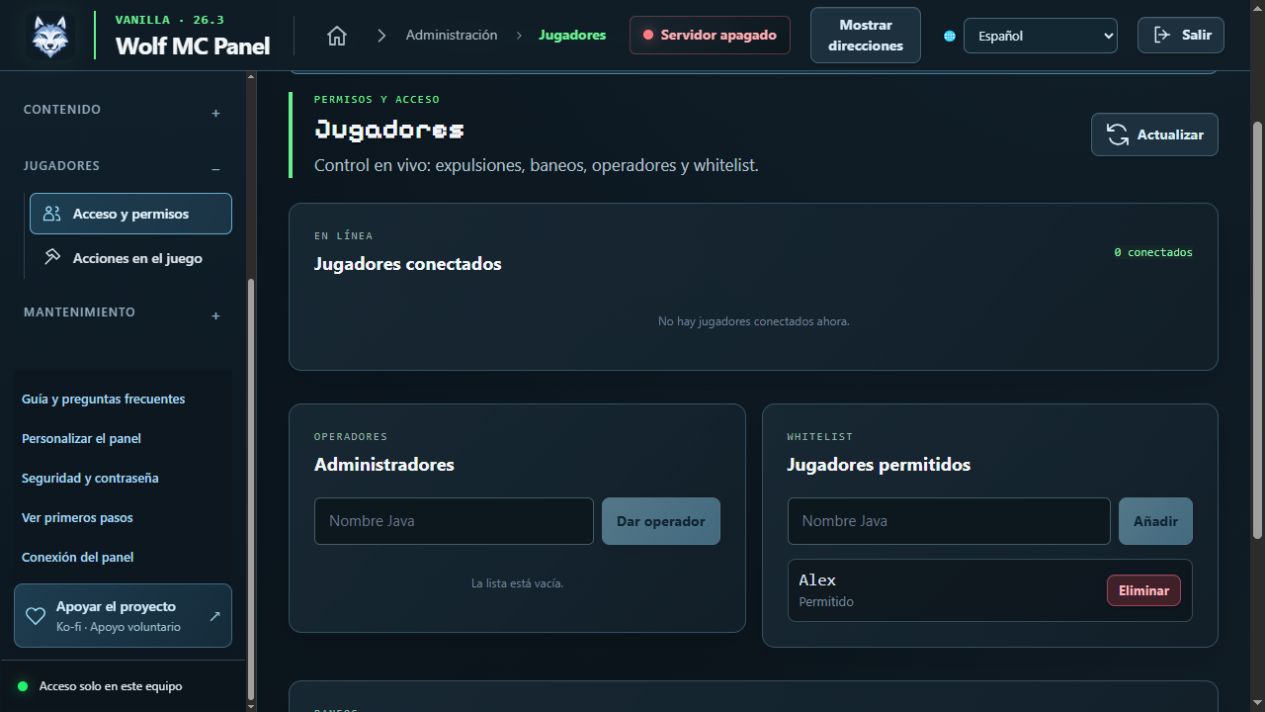 VANILLA · 26.3
Wolf MC Panel
Administración
Jugadores
Servidor apagado
Mostrar
direcciones
Español
Salir
CONTENIDO
+
JUGADORES
–
Acceso y permisos
Acciones en el juego
MANTENIMIENTO
+
Guía y preguntas frecuentes
Personalizar el panel
Seguridad y contraseña
Ver primeros pasos
Conexión del panel
Apoyar el proyecto
Ko-fi · Apoyo voluntario
Acceso solo en este equipo
PERMISOS Y ACCESO
Jugadores
Control en vivo: expulsiones, baneos, operadores y whitelist.
Actualizar
EN LÍNEA
Jugadores conectados
0 conectados
No hay jugadores conectados ahora.
OPERADORES
Administradores
Nombre Java
Dar operador
La lista está vacía.
WHITELIST
Jugadores permitidos
Nombre Java
Añadir
Alex
Permitido
Eliminar
BANEOS